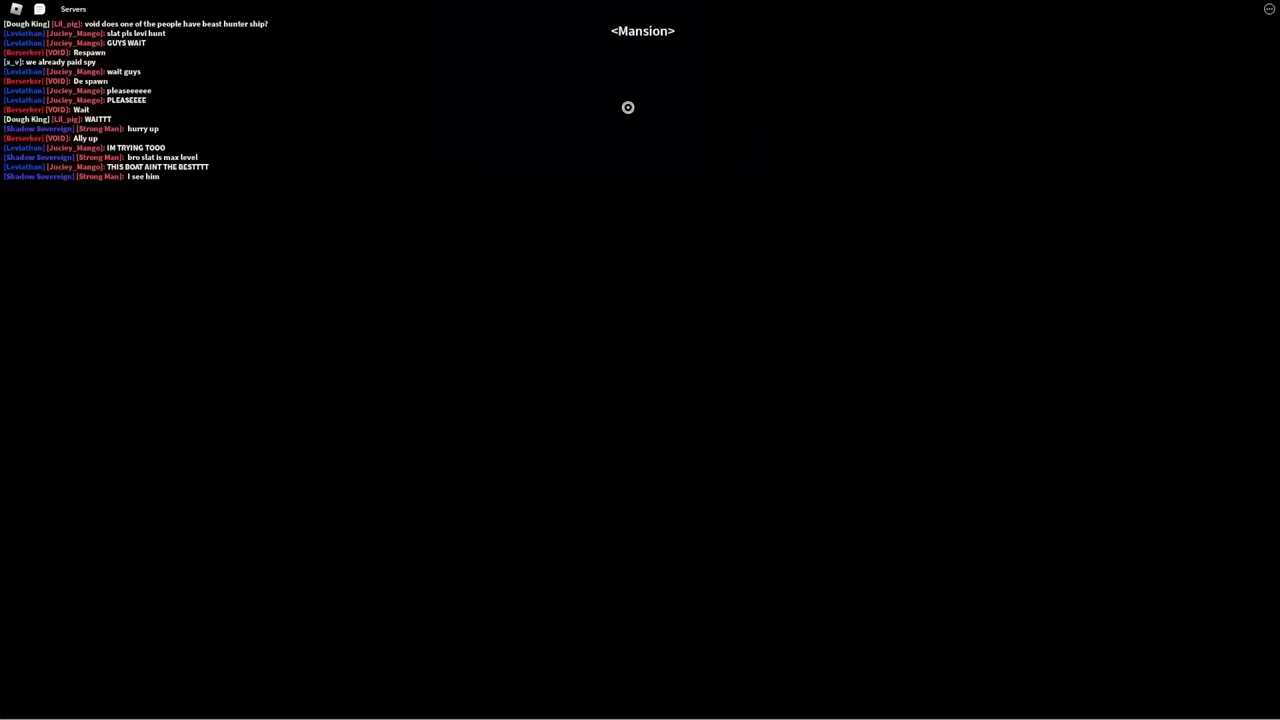 Servers
<Mansion>
[Dough King] [Lil_pig]: void does one of the people have beast hunter ship?
[Leviathan] [Juciey_Mango]: slat pls levi hunt
[Leviathan] [Juciey_Mango]: GUYS WAIT
[Berserker] [VOID]: Respawn
[x_v]: we already paid spy
[Leviathan] [Juciey_Mango]: wait guys
[Berserker] [VOID]: De spawn
[Leviathan] [Juciey_Mango]: pleaseeeeee
[Leviathan] [Juciey_Mango]: PLEASEEEE
[Berserker] [VOID]: Wait
[Dough King] [Lil_pig]: WAITTT
[Shadow Sovereign] [Strong Man]: hurry up
[Berserker] [VOID]: Ally up
[Leviathan] [Juciey_Mango]: IM TRYING TOOO
[Shadow Sovereign] [Strong Man]: bro slat is max level
[Leviathan] [Juciey_Mango]: THIS BOAT AINT THE BESTTTT
[Shadow Sovereign] [Strong Man]: I see him